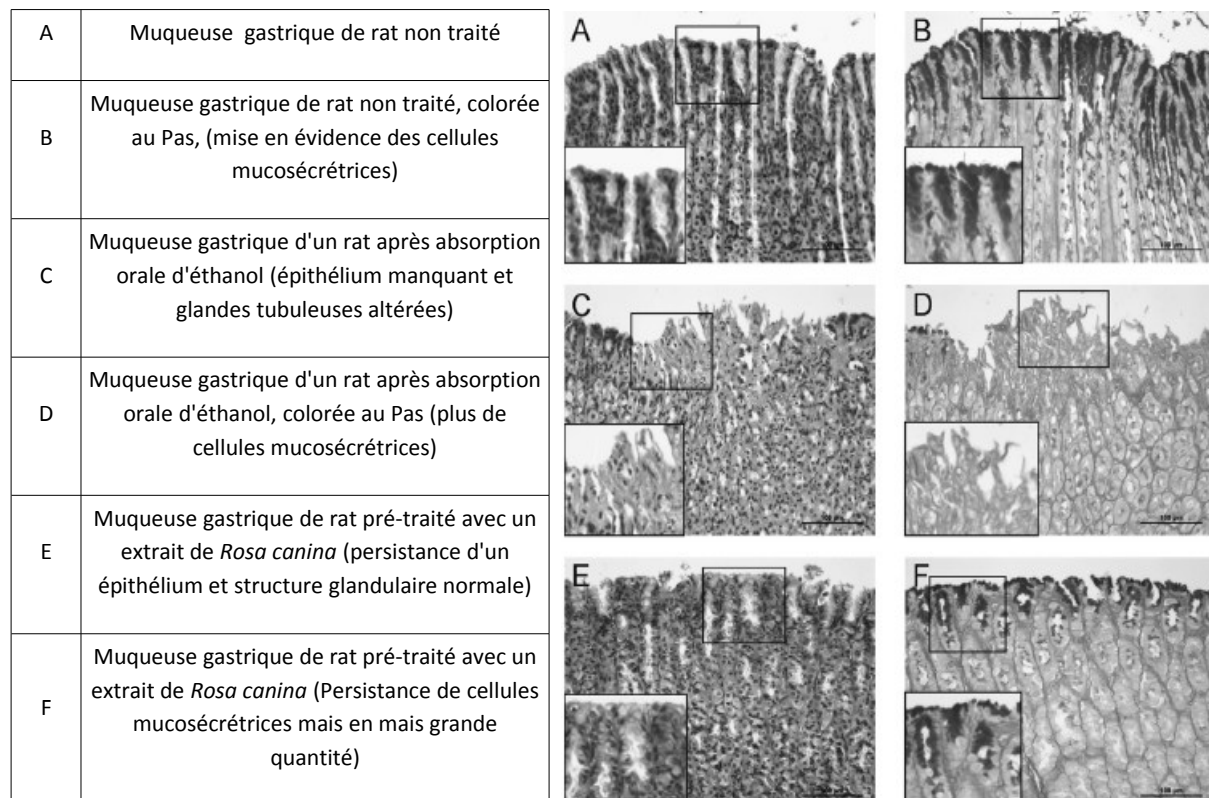 A
Muqueuse gastrique de rat non traité
B
Muqueuse gastrique de rat non traité, colorée
au Pas, (mise en évidence des cellules
mucosécrétrices)
C
Muqueuse gastrique d'un rat après absorption
orale d'éthanol (épithélium manquant et
glandes tubuleuses altérées)
D
Muqueuse gastrique d'un rat après absorption
orale d'éthanol, colorée au Pas (plus de
cellules mucosécrétrices)
E
Muqueuse gastrique de rat pré-traité avec un
extrait de Rosa canina (persistance d'un
épithélium et structure glandulaire normale)
F
Muqueuse gastrique de rat pré-traité avec un
extrait de Rosa canina (Persistance de cellules
mucosécrétrices mais en mais grande
quantité)
A
B
C
D
E
F